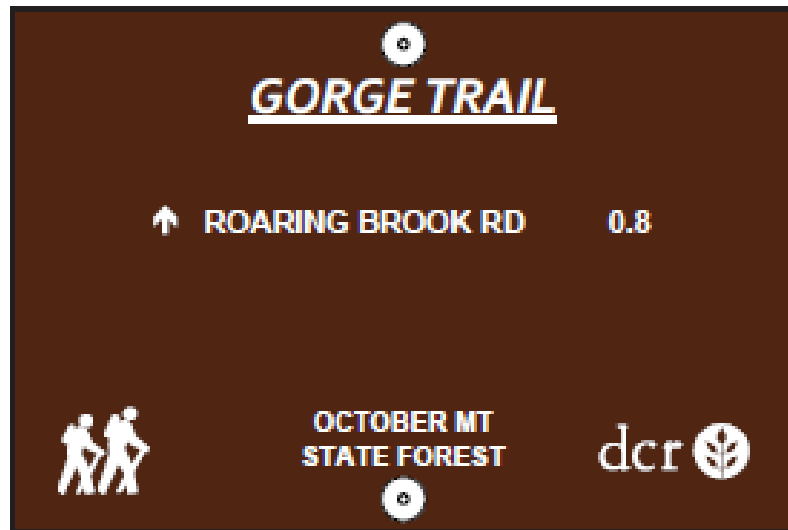 GORGE TRAIL
↑ ROARING BROOK RD 0.8
OCTOBER MT
STATE FOREST
dcr